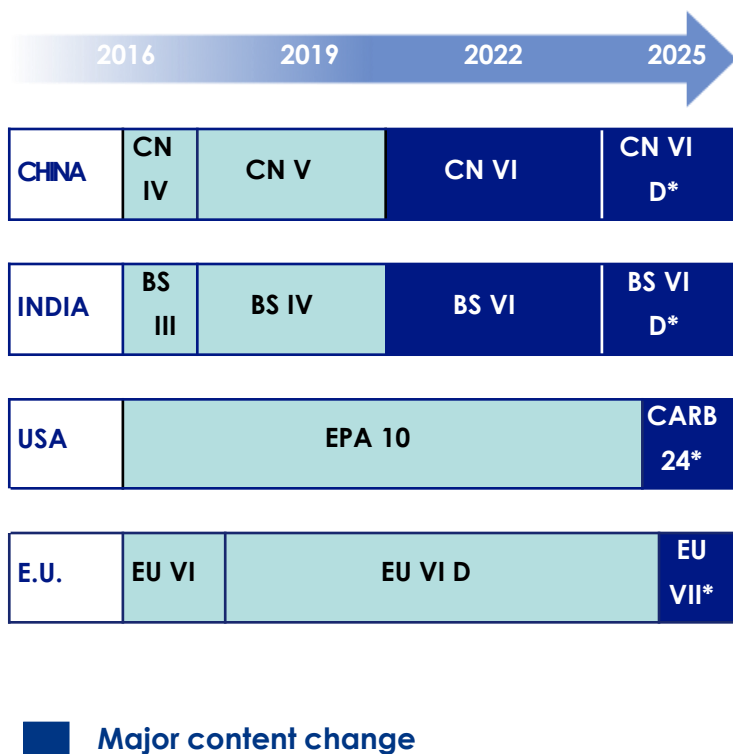 2016 2019 2022 2025
CHINA
CN
IV
CN V
CN VI
CN VI
D*
INDIA
BS
III
BS IV
BS VI
BS VI
D*
USA
EPA 10
CARB
24*
E.U.
EU VI
EU VI D
EU
VII*
Major content change